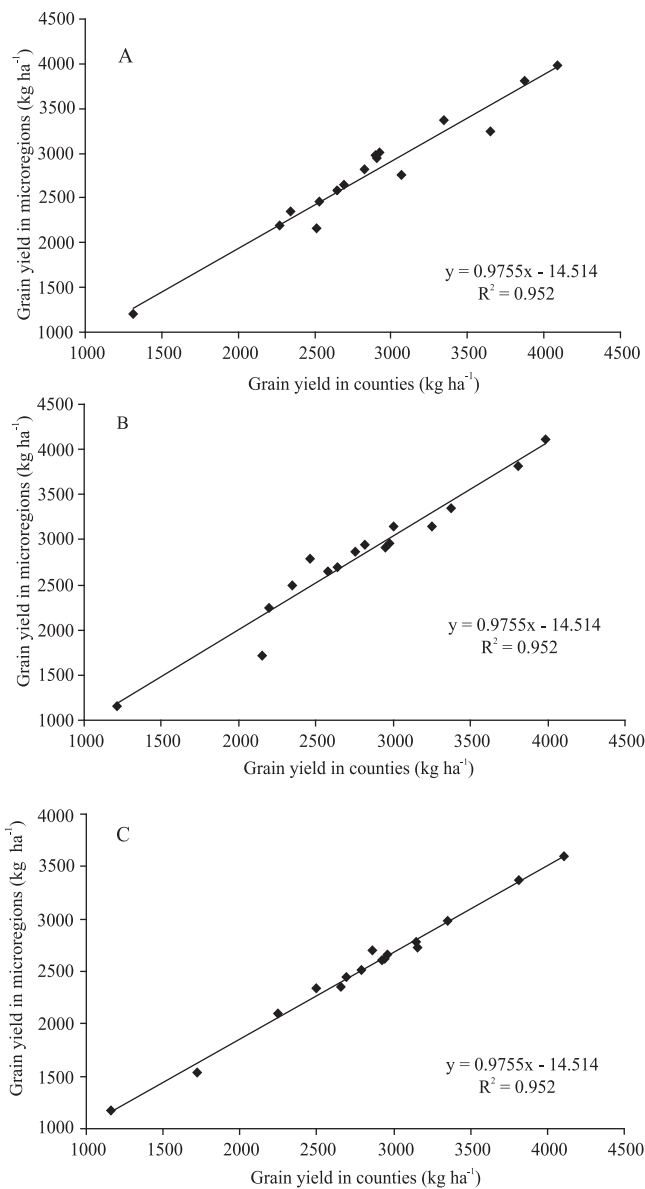 A
Grain yield in microregions (kg ha⁻¹)
4500
4000
3500
3000
2500
2000
1500
1000
y = 0.9755x - 14.514
R² = 0.952
1000 1500 2000 2500 3000 3500 4000 4500
Grain yield in counties (kg ha⁻¹)
B
Grain yield in microregions (kg ha⁻¹)
4500
4000
3500
3000
2500
2000
1500
1000
y = 0.9755x - 14.514
R² = 0.952
1000 1500 2000 2500 3000 3500 4000 4500
Grain yield in counties (kg ha⁻¹)
C
Grain yield in microregions (kg ha⁻¹)
4000
3500
3000
2500
2000
1500
1000
y = 0.9755x - 14.514
R² = 0.952
1000 1500 2000 2500 3000 3500 4000 4500
Grain yield in counties (kg ha⁻¹)